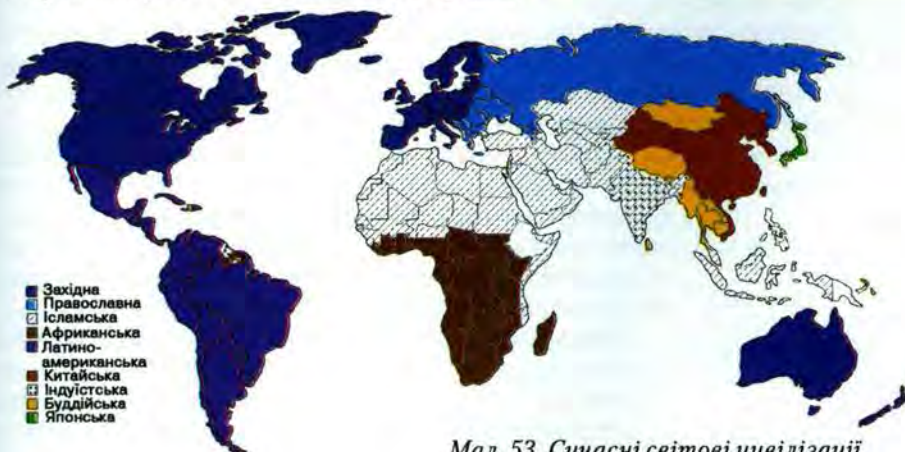 Західна
Православна
Ісламська
Африканська
Латино-
американська
Китайська
Індуїстська
Буддійська
Японська
Мал. 53. Сучасні світові цивілізації